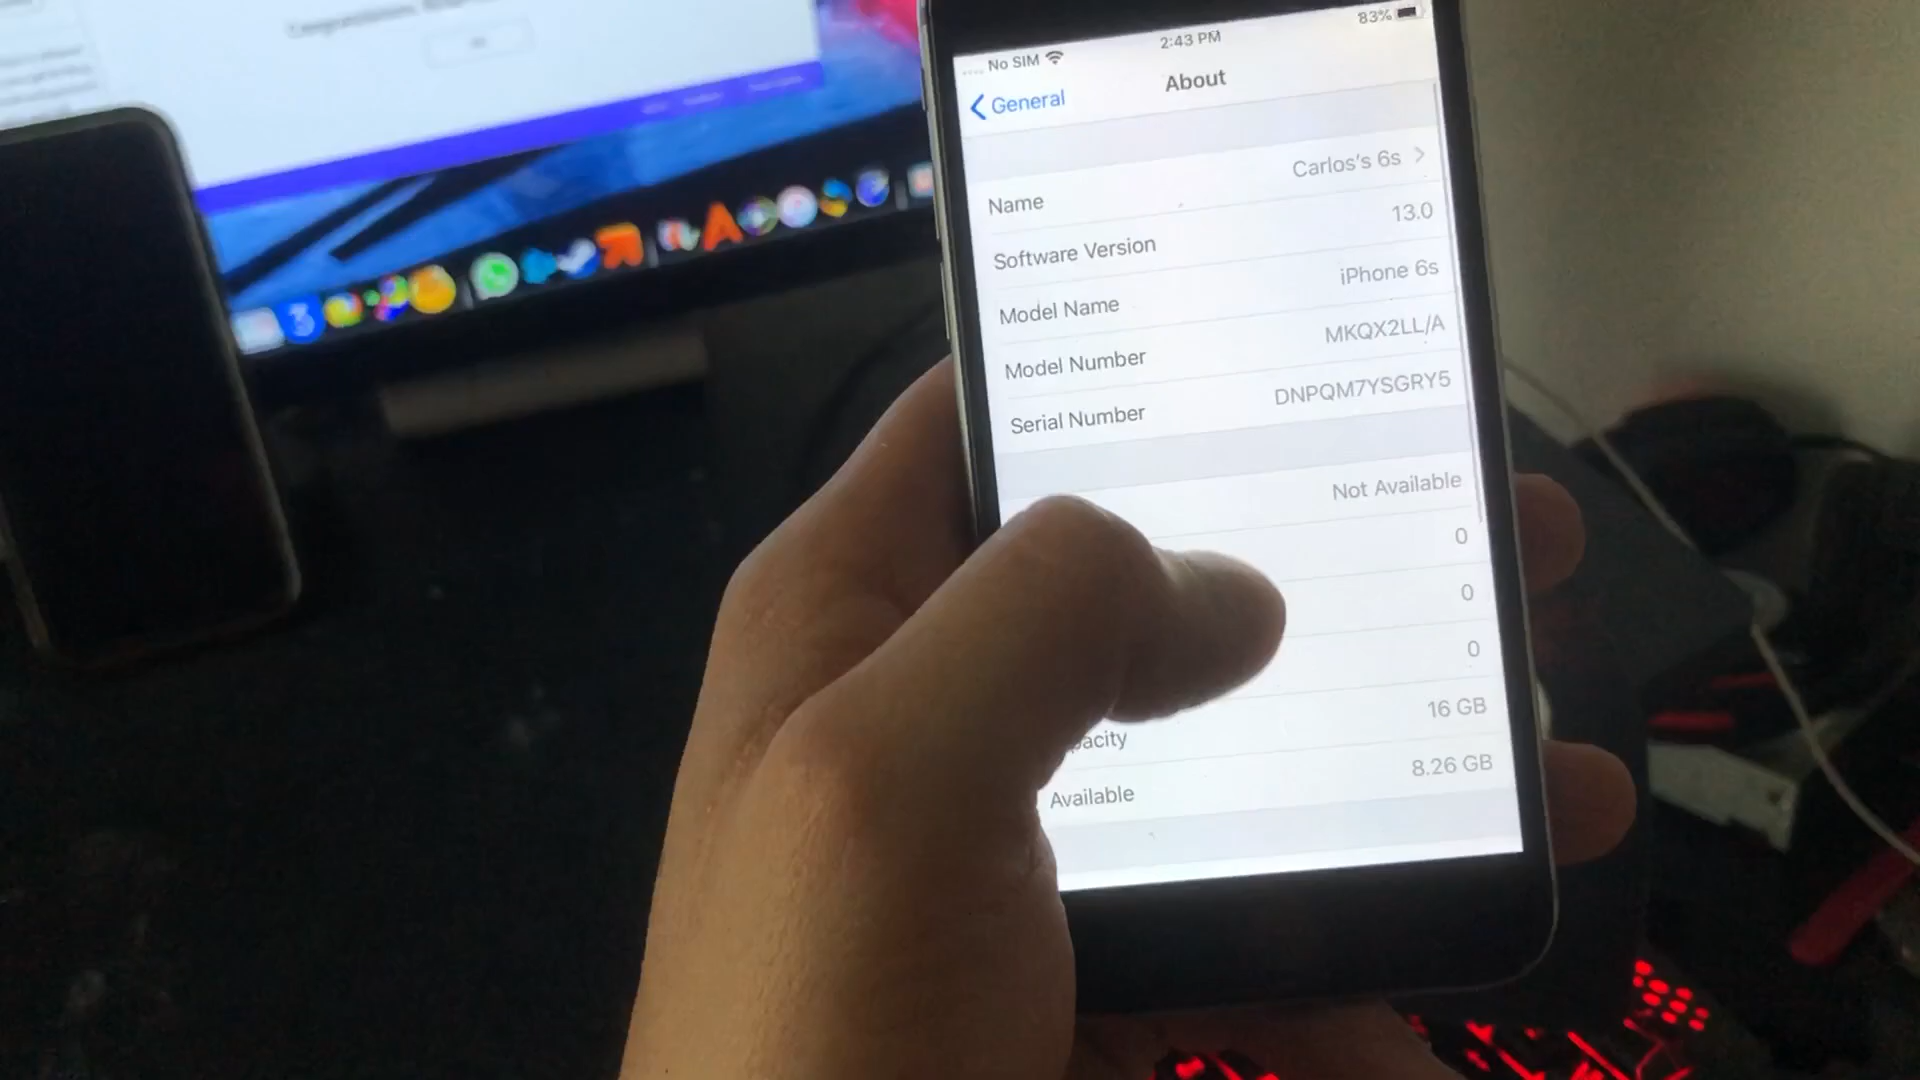 No SIM 2:43 PM 83%
General About
Name Carlos's 6s
Software Version 13.0
Model Name iPhone 6s
Model Number MKQX2LL/A
Serial Number DNPQM7YSGRY5
Not Available
0
0
0
pacity 16 GB
Available 8.26 GB